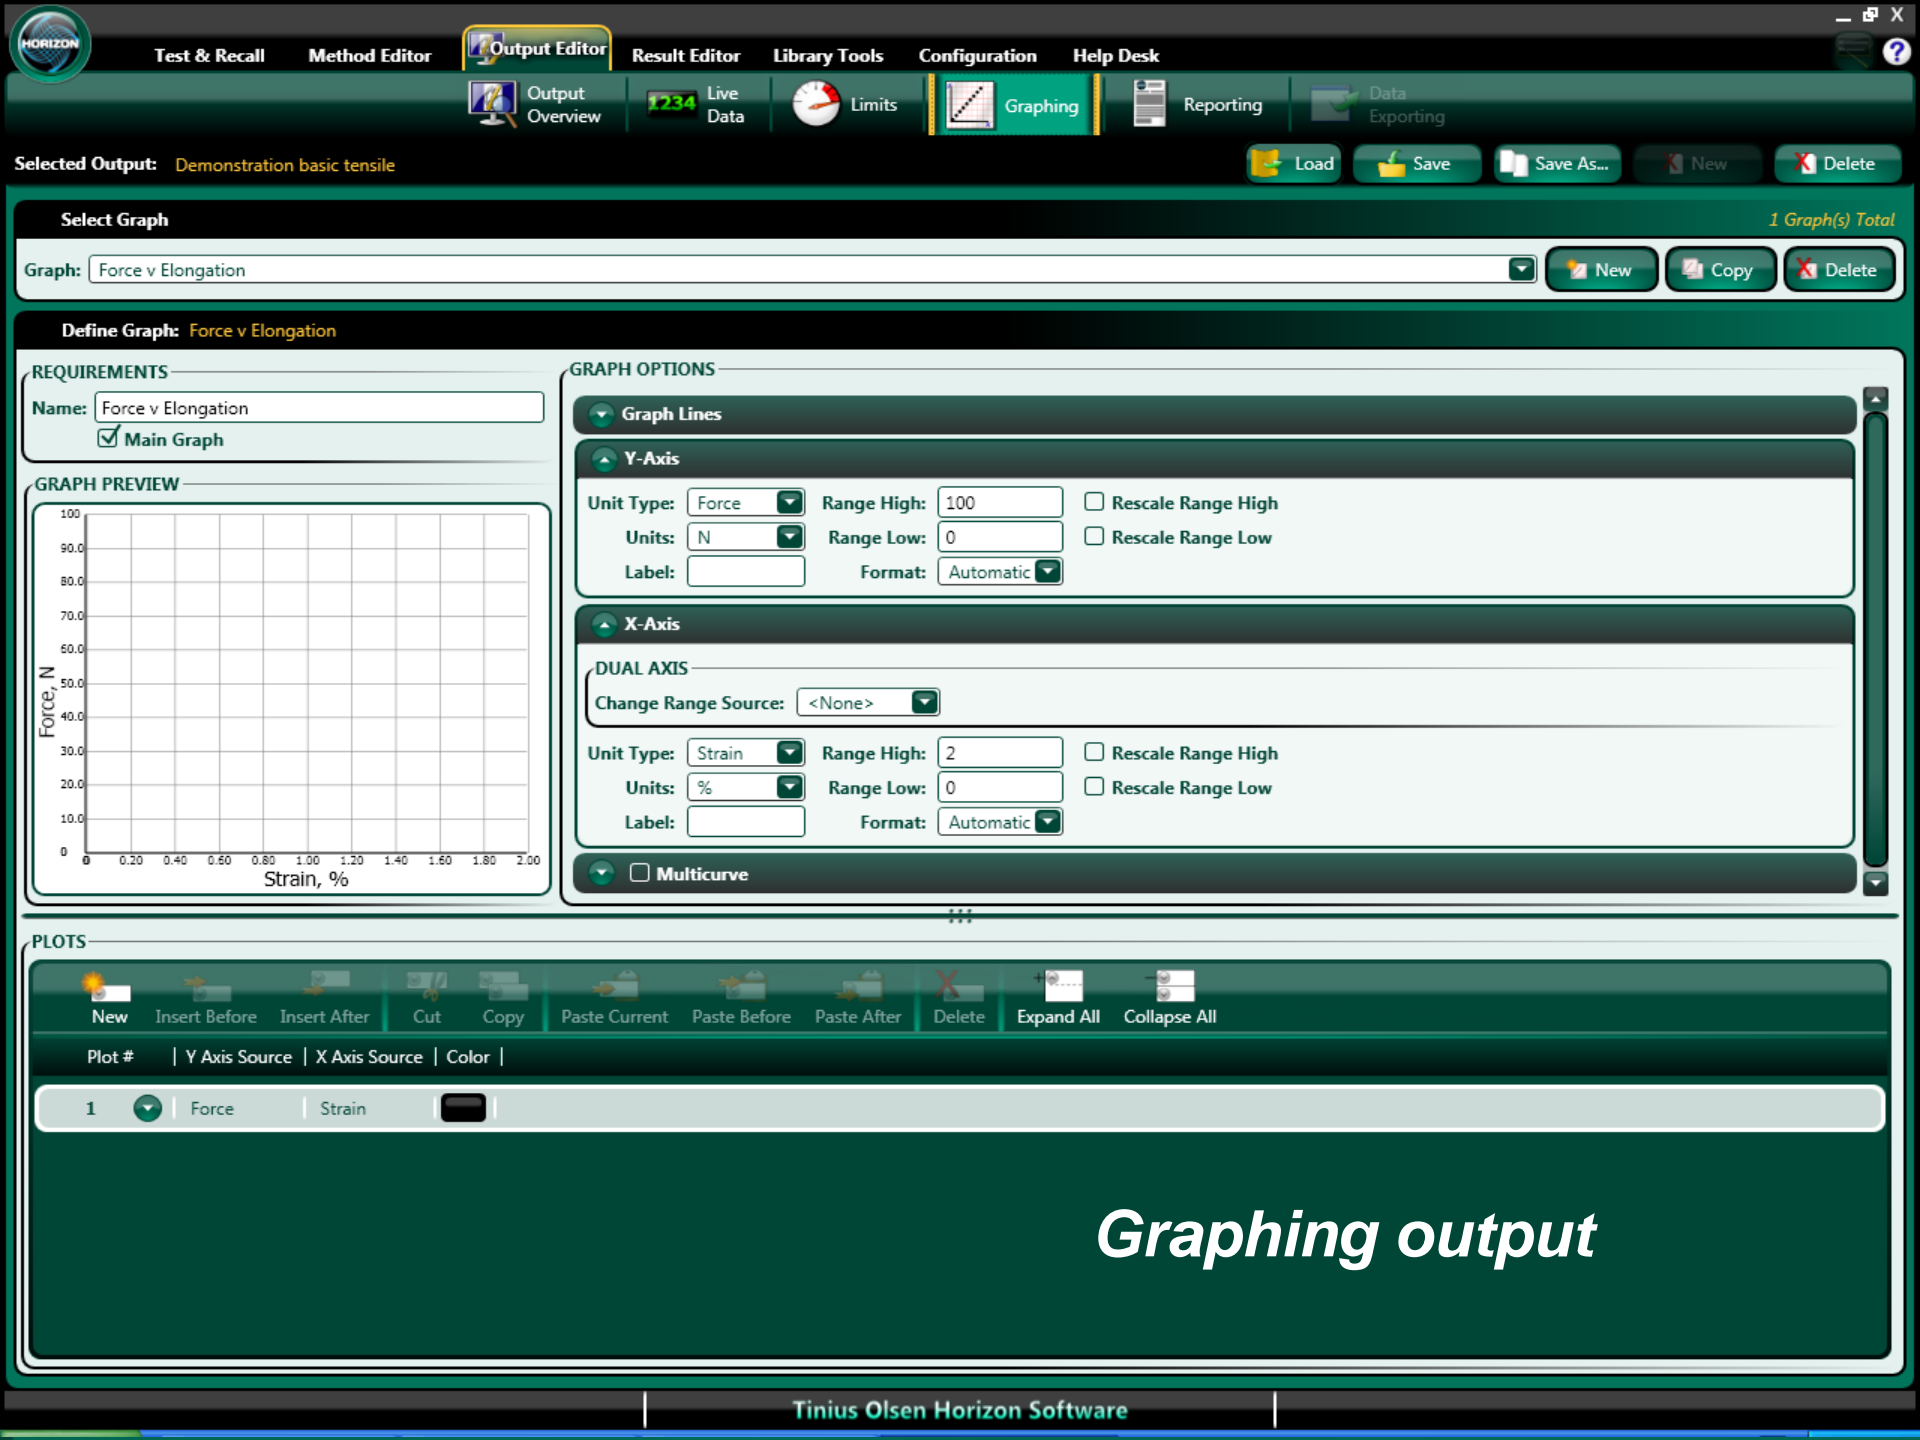 HORIZON
Test & Recall Method Editor Output Editor Result Editor Library Tools Configuration Help Desk
Output Overview 1234 Live Data Limits Graphing Reporting Data Exporting
Selected Output: Demonstration basic tensile Load Save Save As... New Delete
Select Graph 1 Graph(s) Total
Graph: Force v Elongation New Copy Delete
Define Graph: Force v Elongation
REQUIREMENTS
Name: Force v Elongation
Main Graph
GRAPH PREVIEW
100
90.0
80.0
70.0
60.0
50.0
40.0
30.0
20.0
10.0
0
Force, N
0 0.20 0.40 0.60 0.80 1.00 1.20 1.40 1.60 1.80 2.00
Strain, %
GRAPH OPTIONS
Graph Lines
Y-Axis
Unit Type: Force Range High: 100 Rescale Range High
Units: N Range Low: 0 Rescale Range Low
Label: Format: Automatic
X-Axis
DUAL AXIS
Change Range Source: <None>
Unit Type: Strain Range High: 2 Rescale Range High
Units: % Range Low: 0 Rescale Range Low
Label: Format: Automatic
Multicurve
PLOTS
New Insert Before Insert After Cut Copy Paste Current Paste Before Paste After Delete Expand All Collapse All
Plot # | Y Axis Source | X Axis Source | Color |
1 Force Strain
Graphing output
Tinius Olsen Horizon Software